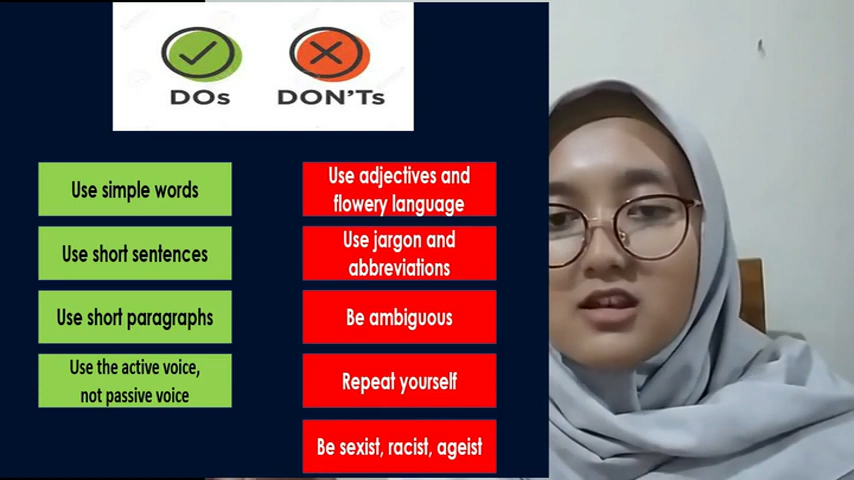 DOs
DON'Ts
Use simple words
Use short sentences
Use short paragraphs
Use the active voice,
not passive voice
Use adjectives and
flowery language
Use jargon and
abbreviations
Be ambiguous
Repeat yourself
Be sexist, racist, ageist